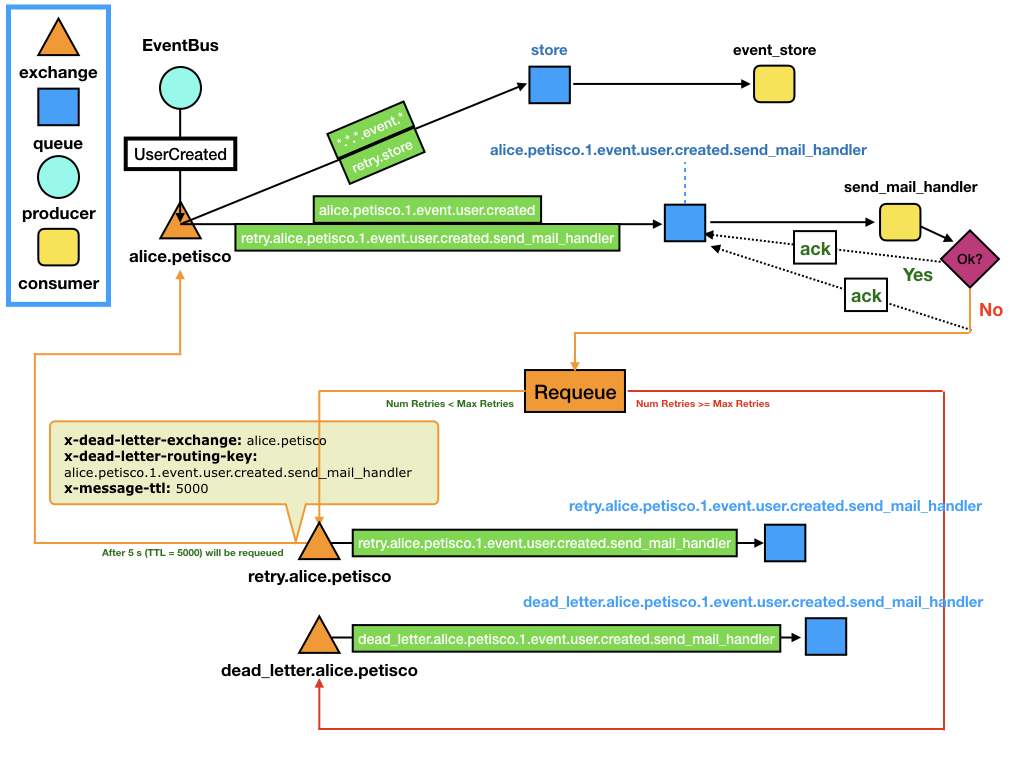 exchange
queue
producer
consumer
EventBus
UserCreated
alice.petisco
*.*.*.event.*
retry.store
store
event_store
alice.petisco.1.event.user.created.send_mail_handler
alice.petisco.1.event.user.created
retry.alice.petisco.1.event.user.created.send_mail_handler
send_mail_handler
Ok?
ack
Yes
ack
No
Requeue
Num Retries < Max Retries
Num Retries >= Max Retries
x-dead-letter-exchange: alice.petisco
x-dead-letter-routing-key:
alice.petisco.1.event.user.created.send_mail_handler
x-message-ttl: 5000
After 5 s (TTL = 5000) will be requeued
retry.alice.petisco.1.event.user.created.send_mail_handler
retry.alice.petisco.1.event.user.created.send_mail_handler
retry.alice.petisco
dead_letter.alice.petisco.1.event.user.created.send_mail_handler
dead_letter.alice.petisco.1.event.user.created.send_mail_handler
dead_letter.alice.petisco